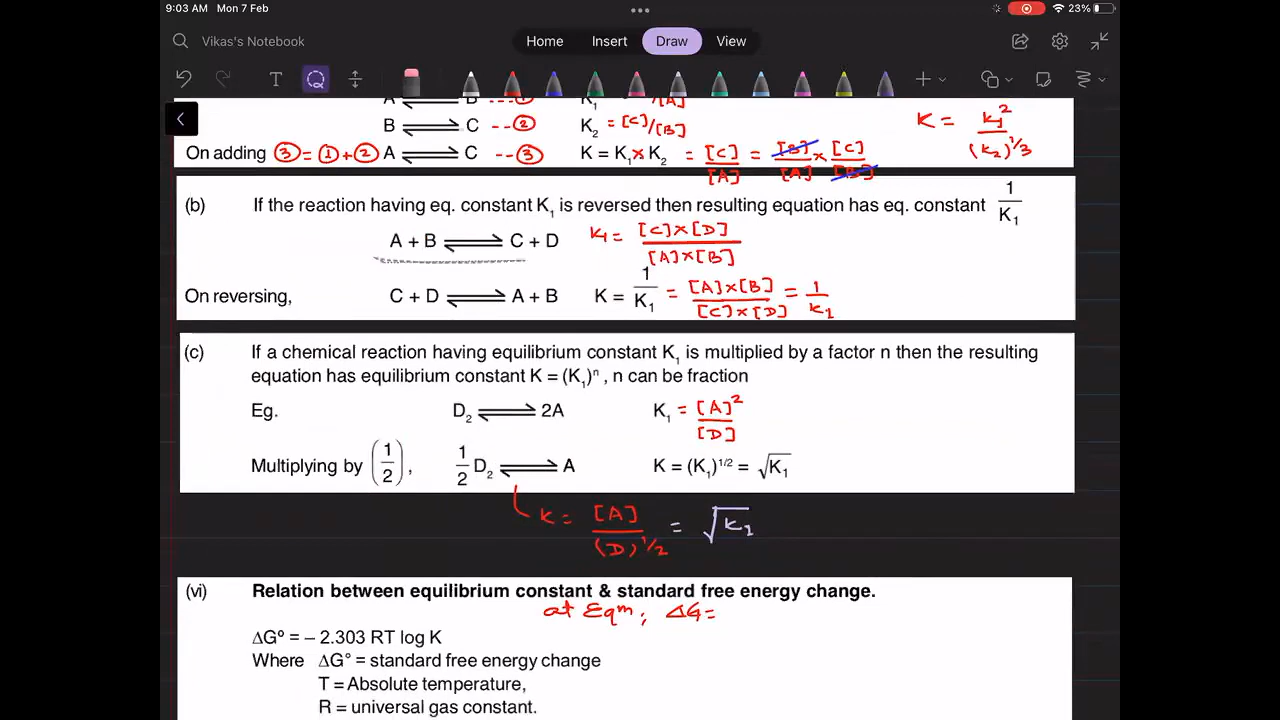 9:03 AM Mon 7 Feb
23%
Vikas's Notebook
Home Insert Draw View
A ⇌ B ---① K₁ = /[A]
B ⇌ C --② K₂ = [C]/[B]
K = K₁² / (K₂)^1/3
On adding ③=①+② A ⇌ C --③ K = K₁×K₂ = [C]/[A] = [B]/[A] × [C]/[B]
(b) If the reaction having eq. constant K₁ is reversed then resulting equation has eq. constant 1/K₁
A + B ⇌ C + D K₁ = [C]×[D] / [A]×[B]
On reversing, C + D ⇌ A + B K = 1/K₁ = [A]×[B] / [C]×[D] = 1/K₁
(c) If a chemical reaction having equilibrium constant K₁ is multiplied by a factor n then the resulting
equation has equilibrium constant K = (K₁)ⁿ , n can be fraction
Eg. D₂ ⇌ 2A K₁ = [A]² / [D]
Multiplying by (1/2), 1/2 D₂ ⇌ A K = (K₁)^1/2 = √K₁
K = [A] / (D)^1/2 = √K₁
(vi) Relation between equilibrium constant & standard free energy change.
at Eqᵐ; ΔG=
ΔGº = – 2.303 RT log K
Where ΔG° = standard free energy change
T = Absolute temperature,
R = universal gas constant.